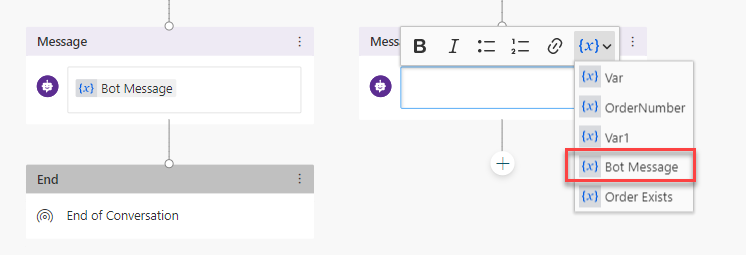 Message
{x} Bot Message
End
End of Conversation
Mess
B I {x}
{x} Var
{x} OrderNumber
{x} Var1
{x} Bot Message
{x} Order Exists